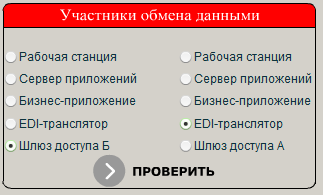 Участники обмена данными
Рабочая станция Рабочая станция
Сервер приложений Сервер приложений
Бизнес-приложение Бизнес-приложение
EDI-транслятор EDI-транслятор
Шлюз доступа Б Шлюз доступа А
ПРОВЕРИТЬ